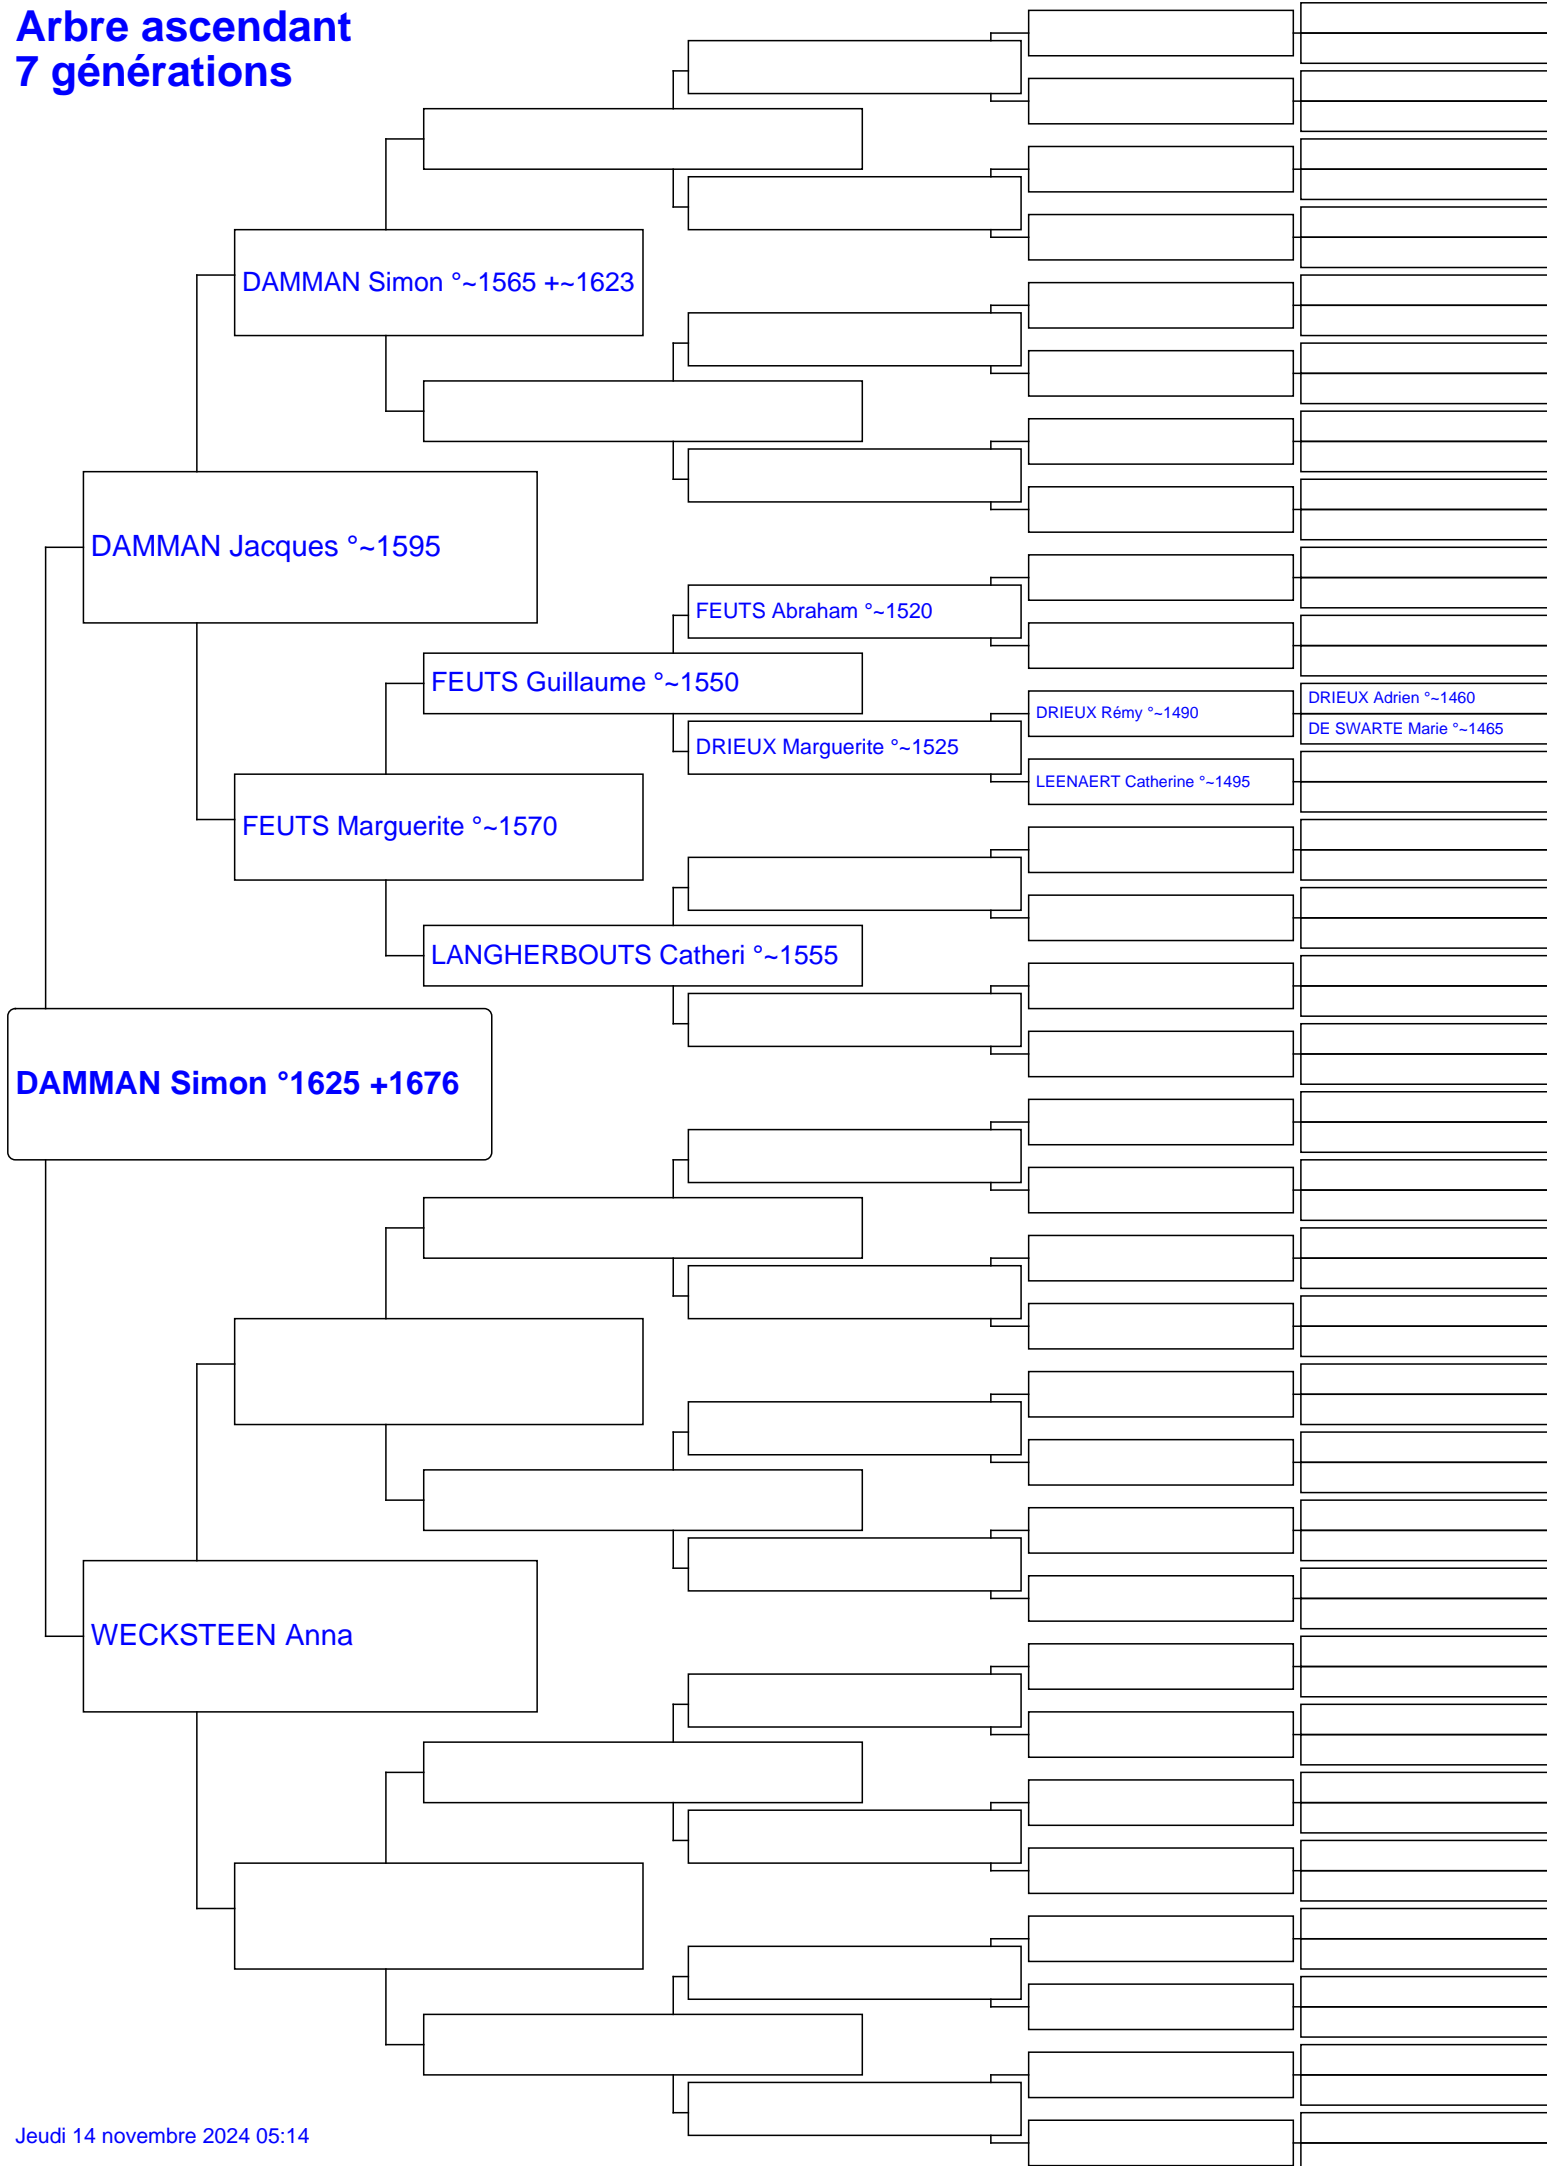 Arbre ascendant
7 générations
DAMMAN Simon °~1565 +~1623
DAMMAN Jacques °~1595
FEUTS Abraham °~1520
FEUTS Guillaume °~1550
DRIEUX Adrien °~1460
DRIEUX Rémy °~1490
DE SWARTE Marie °~1465
DRIEUX Marguerite °~1525
LEENAERT Catherine °~1495
FEUTS Marguerite °~1570
LANGHERBOUTS Catheri °~1555
DAMMAN Simon °1625 +1676
WECKSTEEN Anna
Jeudi 14 novembre 2024 05:14